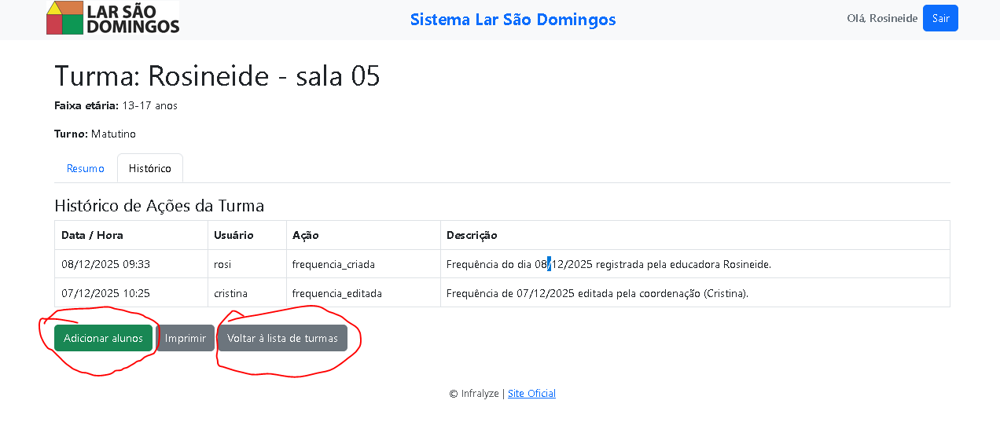 LAR SÃO
DOMINGOS
Sistema Lar São Domingos
Olá, Rosineide
Sair
Turma: Rosineide - sala 05
Faixa etária: 13-17 anos
Turno: Matutino
Resumo
Histórico
Histórico de Ações da Turma
Data / Hora Usuário Ação Descrição
08/12/2025 09:33 rosi frequencia_criada Frequência do dia 08/12/2025 registrada pela educadora Rosineide.
07/12/2025 10:25 cristina frequencia_editada Frequência de 07/12/2025 editada pela coordenação (Cristina).
Adicionar alunos Imprimir Voltar à lista de turmas
© Infralyze | Site Oficial